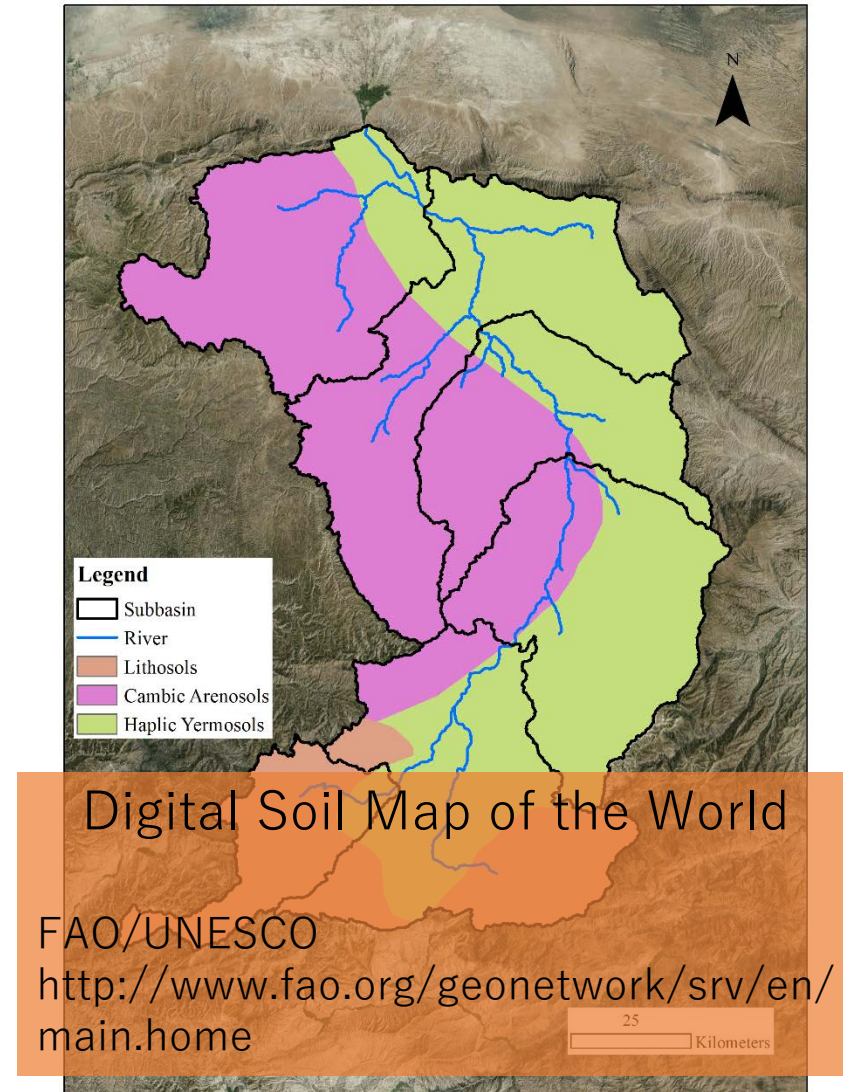 N
Legend
Subbasin
River
Lithosols
Cambic Arenosols
Haplic Yermosols
Digital Soil Map of the World
FAO/UNESCO
http://www.fao.org/geonetwork/srv/en/
main.home
25
Kilometers